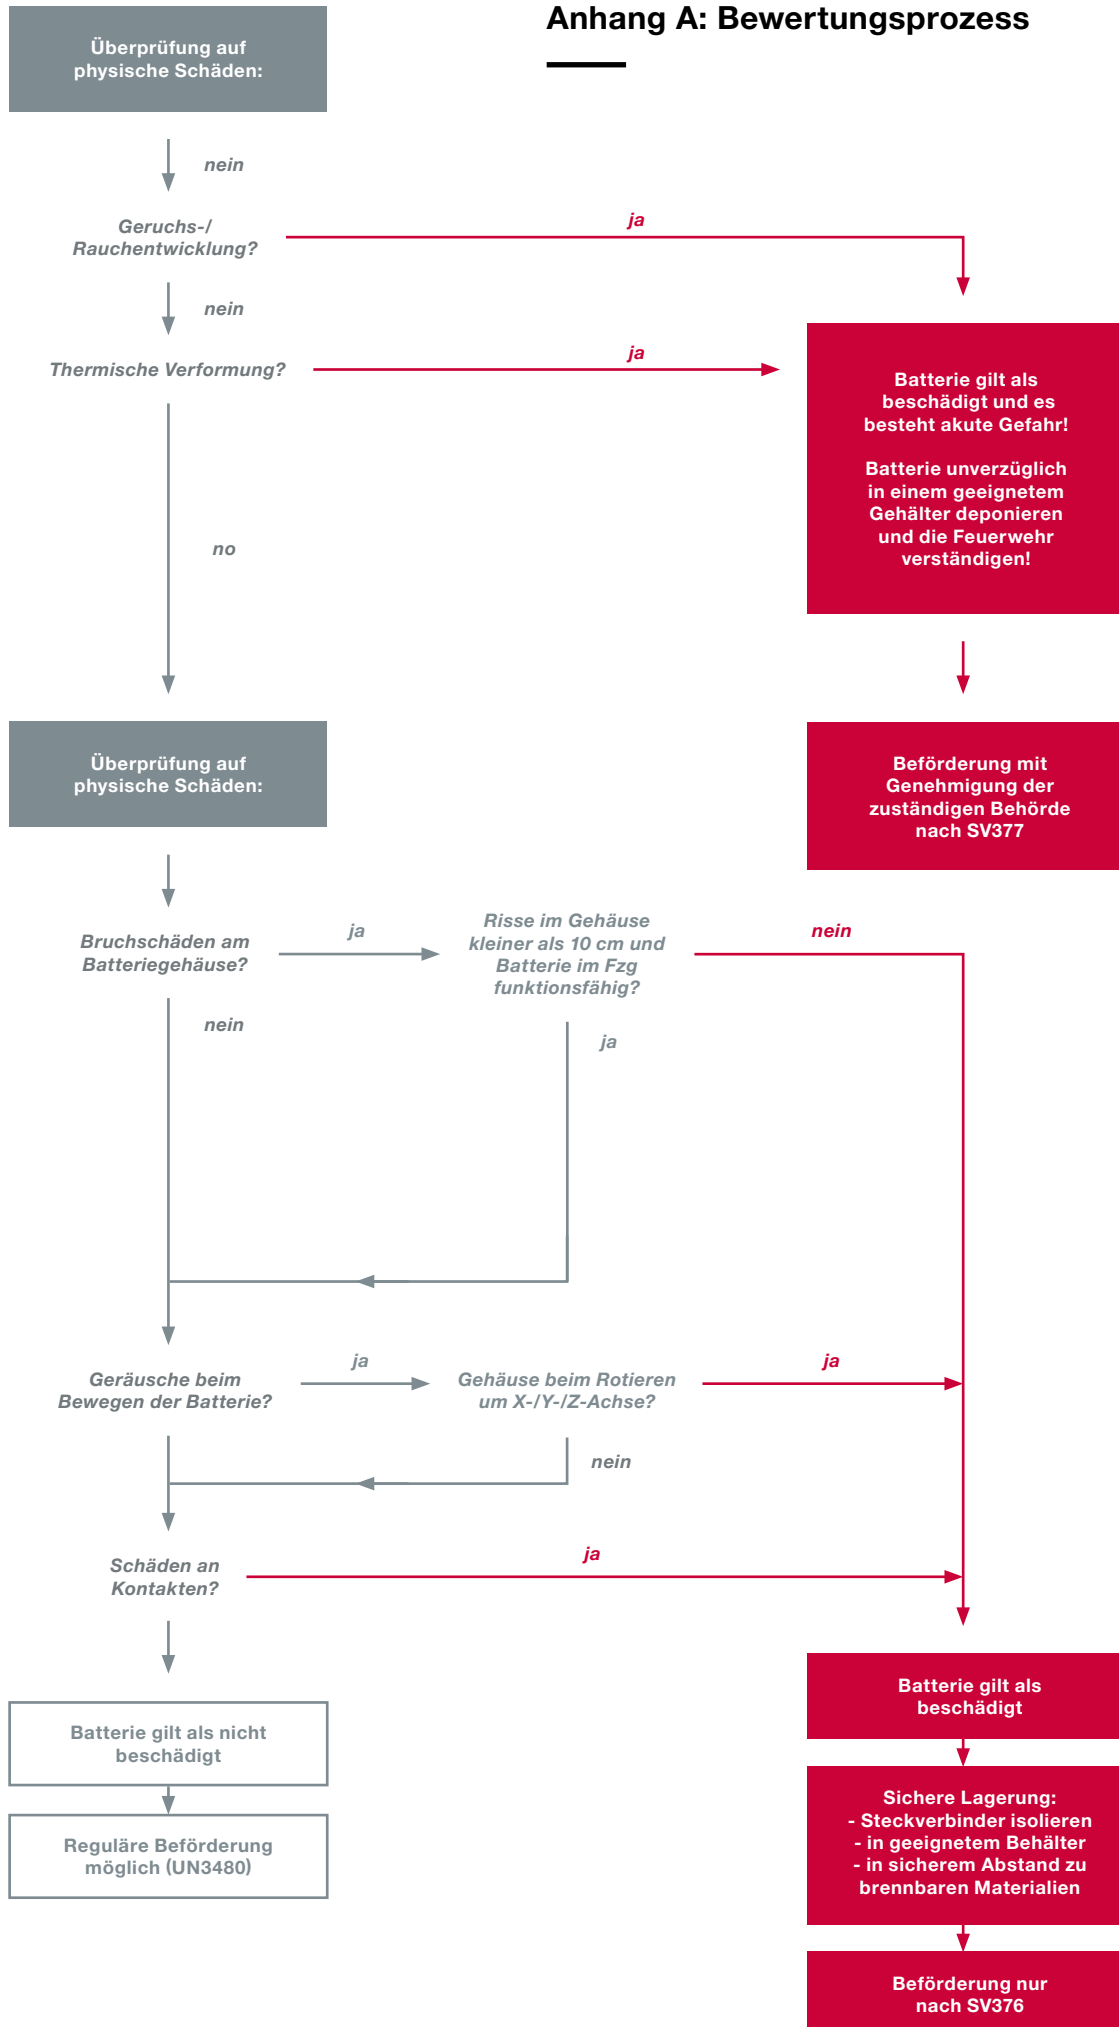 Anhang A: Bewertungsprozess
Überprüfung auf
physische Schäden:
nein
Geruchs-/
Rauchentwicklung?
ja
nein
Thermische Verformung?
ja
Batterie gilt als
beschädigt und es
besteht akute Gefahr!
Batterie unverzüglich
in einem geeignetem
Gehälter deponieren
und die Feuerwehr
verständigen!
no
Überprüfung auf
physische Schäden:
Beförderung mit
Genehmigung der
zuständigen Behörde
nach SV377
Bruchschäden am
Batteriegehäuse?
ja
Risse im Gehäuse
kleiner als 10 cm und
Batterie im Fzg
funktionsfähig?
nein
nein
ja
Geräusche beim
Bewegen der Batterie?
ja
Gehäuse beim Rotieren
um X-/Y-/Z-Achse?
ja
nein
Schäden an
Kontakten?
ja
Batterie gilt als nicht
beschädigt
Reguläre Beförderung
möglich (UN3480)
Batterie gilt als
beschädigt
Sichere Lagerung:
- Steckverbinder isolieren
- in geeignetem Behälter
- in sicherem Abstand zu
brennbaren Materialien
Beförderung nur
nach SV376